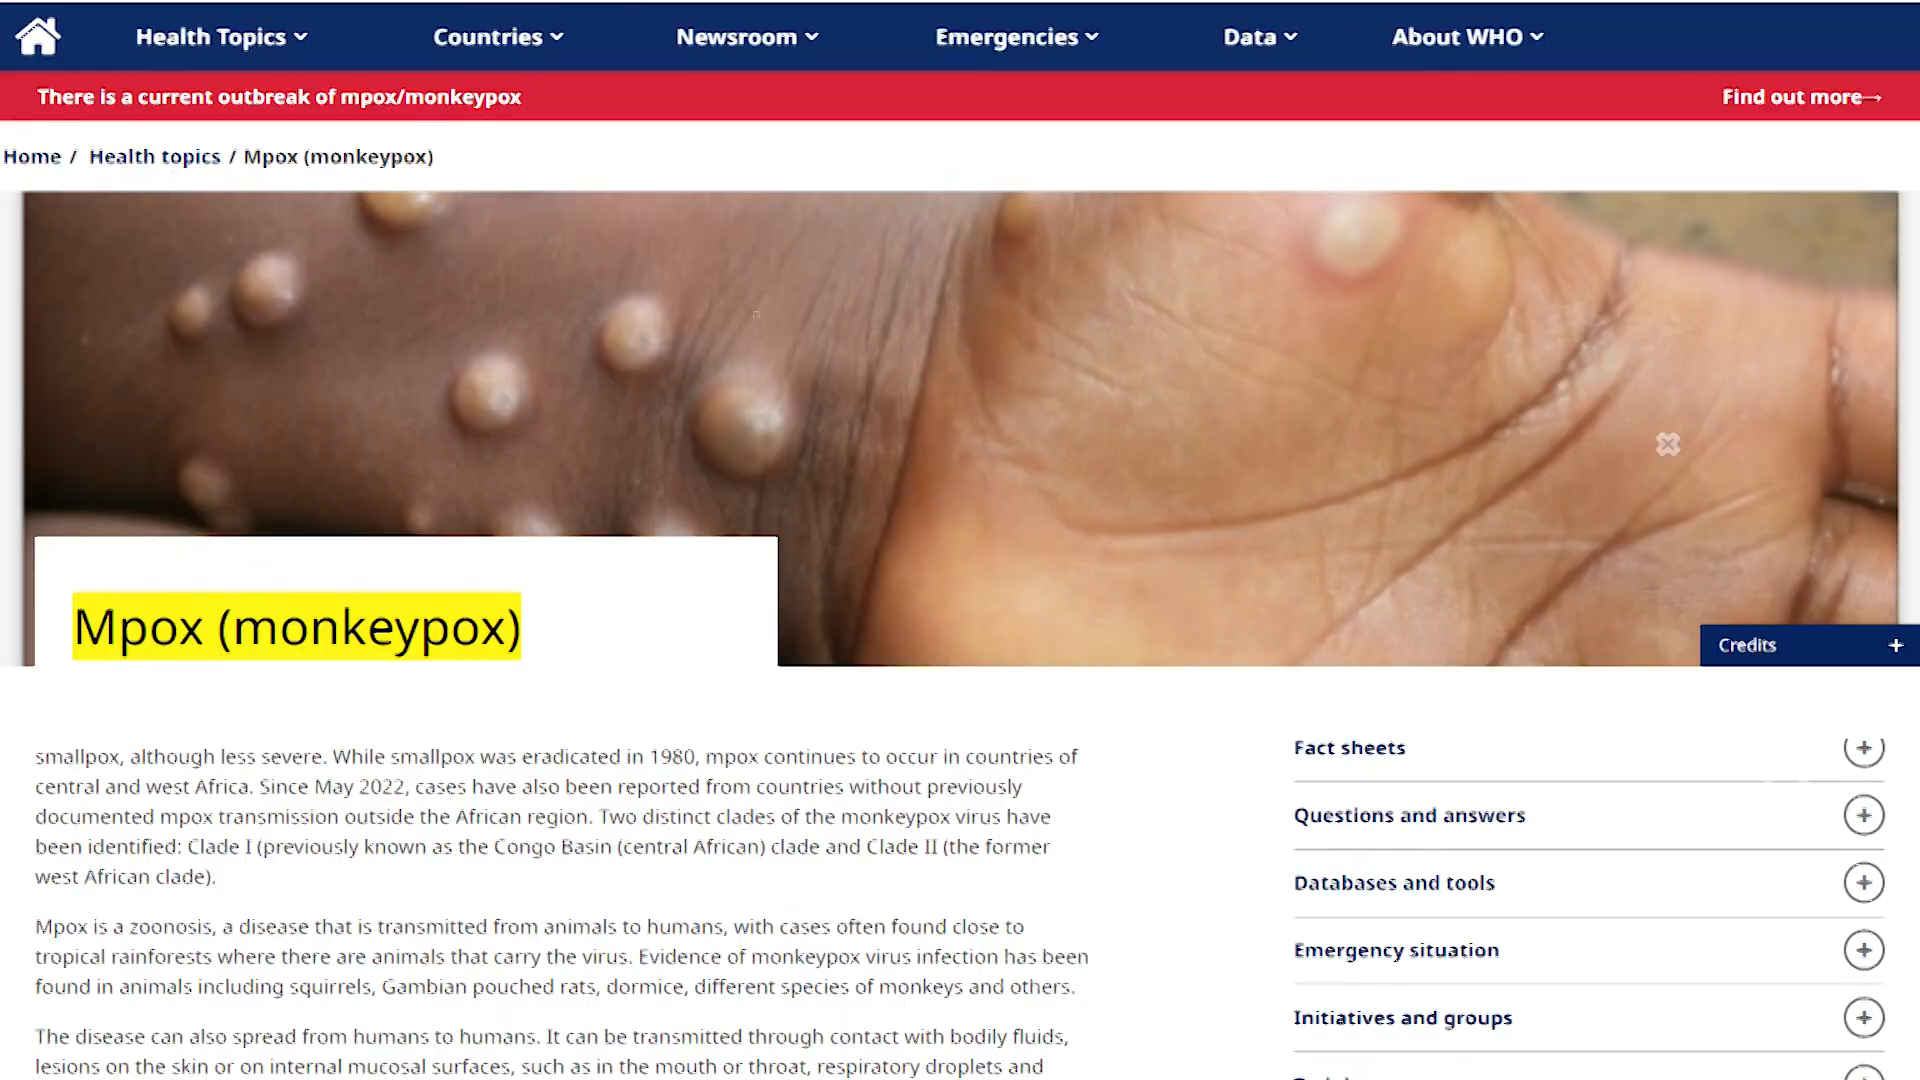 Health Topics Countries Newsroom Emergencies Data About WHO
There is a current outbreak of mpox/monkeypox Find out more→
Home / Health topics / Mpox (monkeypox)
Mpox (monkeypox)
Credits +
smallpox, although less severe. While smallpox was eradicated in 1980, mpox continues to occur in countries of
central and west Africa. Since May 2022, cases have also been reported from countries without previously
documented mpox transmission outside the African region. Two distinct clades of the monkeypox virus have
been identified: Clade I (previously known as the Congo Basin (central African) clade and Clade II (the former
west African clade).
Mpox is a zoonosis, a disease that is transmitted from animals to humans, with cases often found close to
tropical rainforests where there are animals that carry the virus. Evidence of monkeypox virus infection has been
found in animals including squirrels, Gambian pouched rats, dormice, different species of monkeys and others.
The disease can also spread from humans to humans. It can be transmitted through contact with bodily fluids,
lesions on the skin or on internal mucosal surfaces, such as in the mouth or throat, respiratory droplets and
Fact sheets
Questions and answers
Databases and tools
Emergency situation
Initiatives and groups